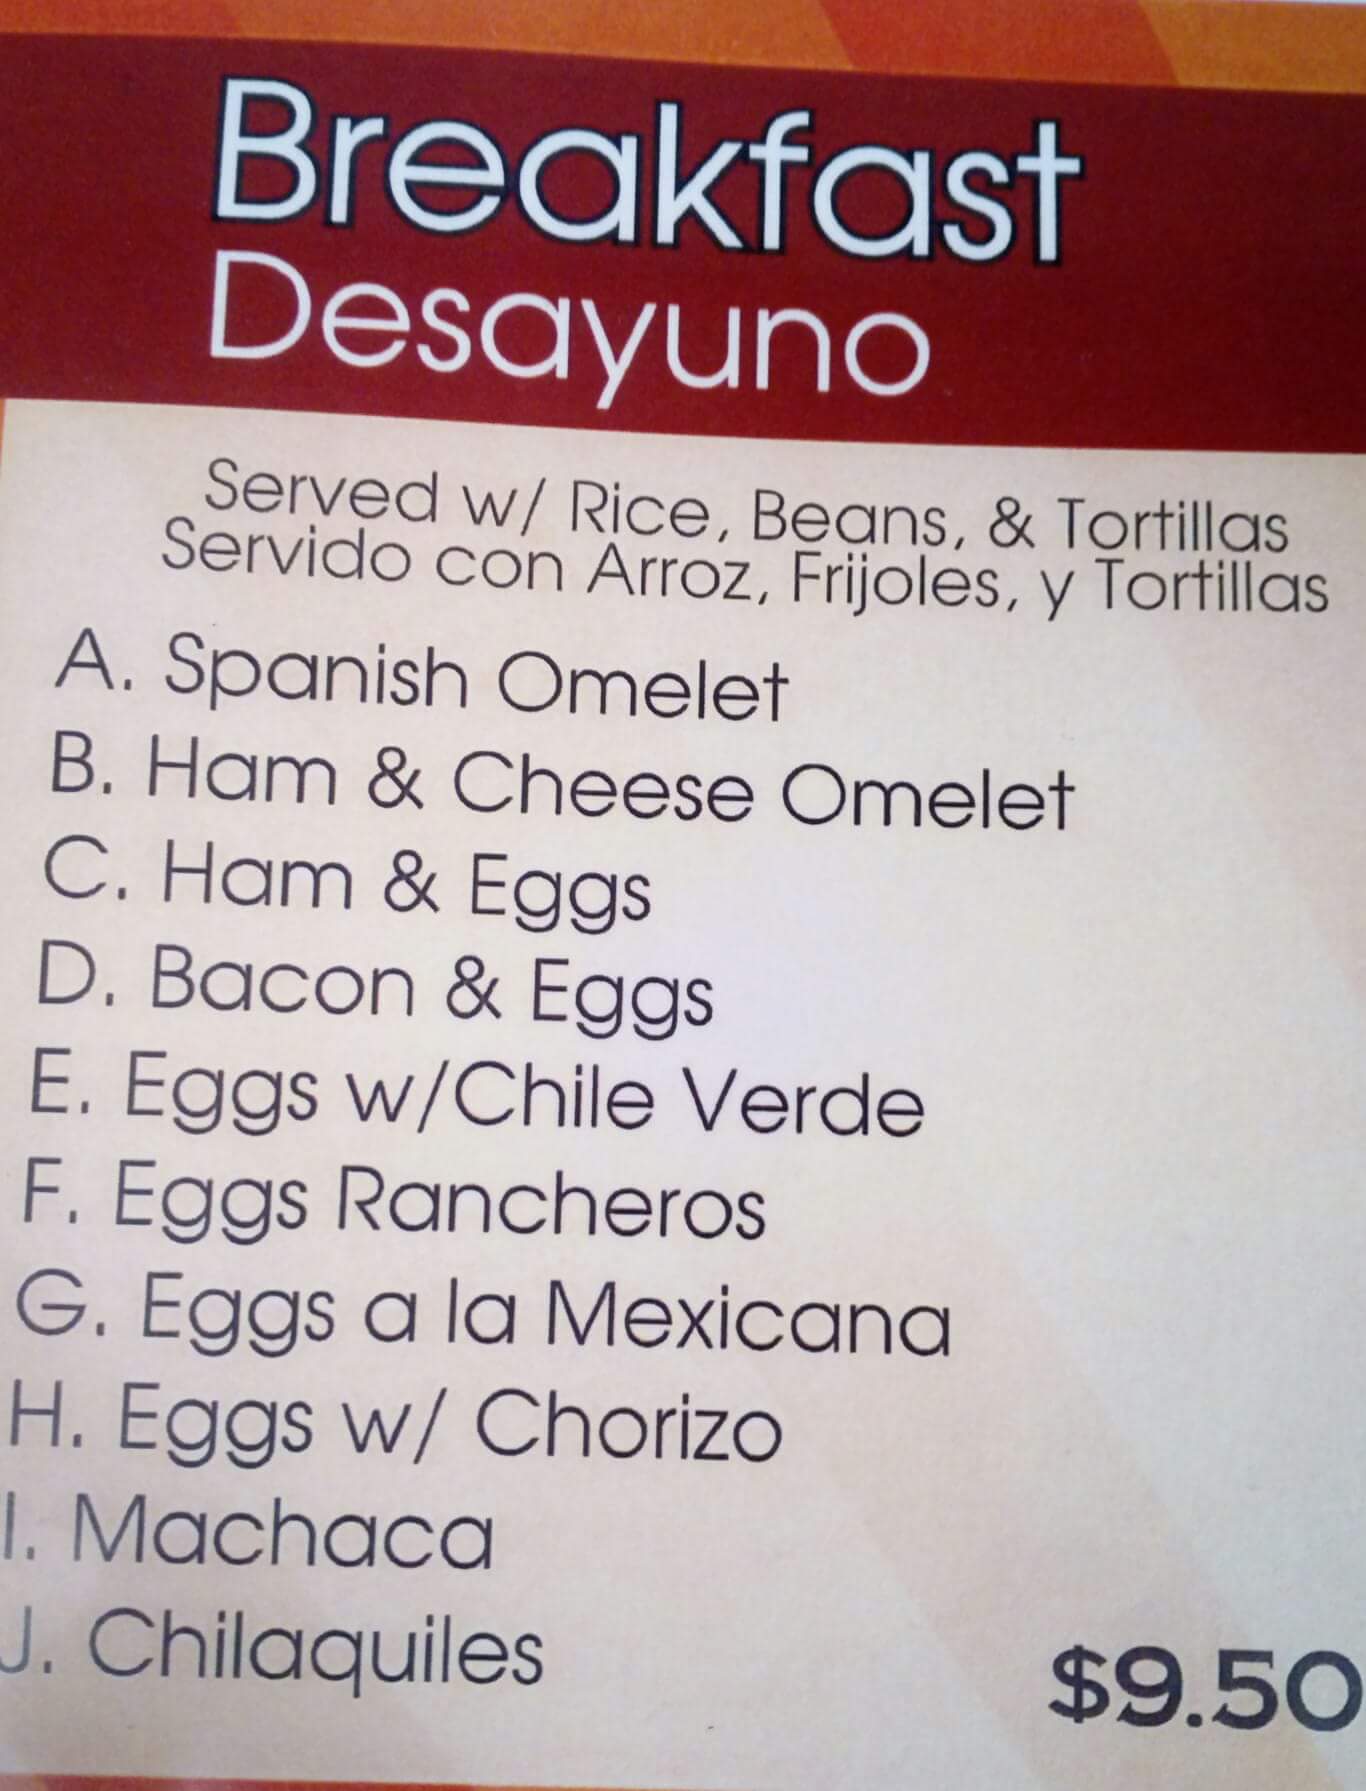 Breakfast
Desayuno
Served w/ Rice, Beans, & Tortillas
Servido con Arroz, Frijoles, y Tortillas
A. Spanish Omelet
B. Ham & Cheese Omelet
C. Ham & Eggs
D. Bacon & Eggs
E. Eggs w/Chile Verde
F. Eggs Rancheros
G. Eggs a la Mexicana
H. Eggs w/ Chorizo
I. Machaca
J. Chilaquiles
$9.50